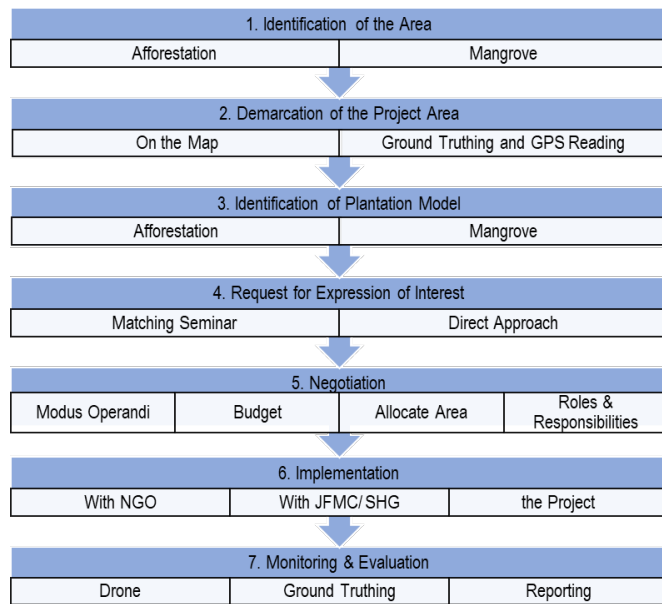 1. Identification of the Area
Afforestation
Mangrove
2. Demarcation of the Project Area
On the Map
Ground Truthing and GPS Reading
3. Identification of Plantation Model
Afforestation
Mangrove
4. Request for Expression of Interest
Matching Seminar
Direct Approach
5. Negotiation
Modus Operandi
Budget
Allocate Area
Roles &
Responsibilities
6. Implementation
With NGO
With JFMC/SHG
the Project
7. Monitoring & Evaluation
Drone
Ground Truthing
Reporting